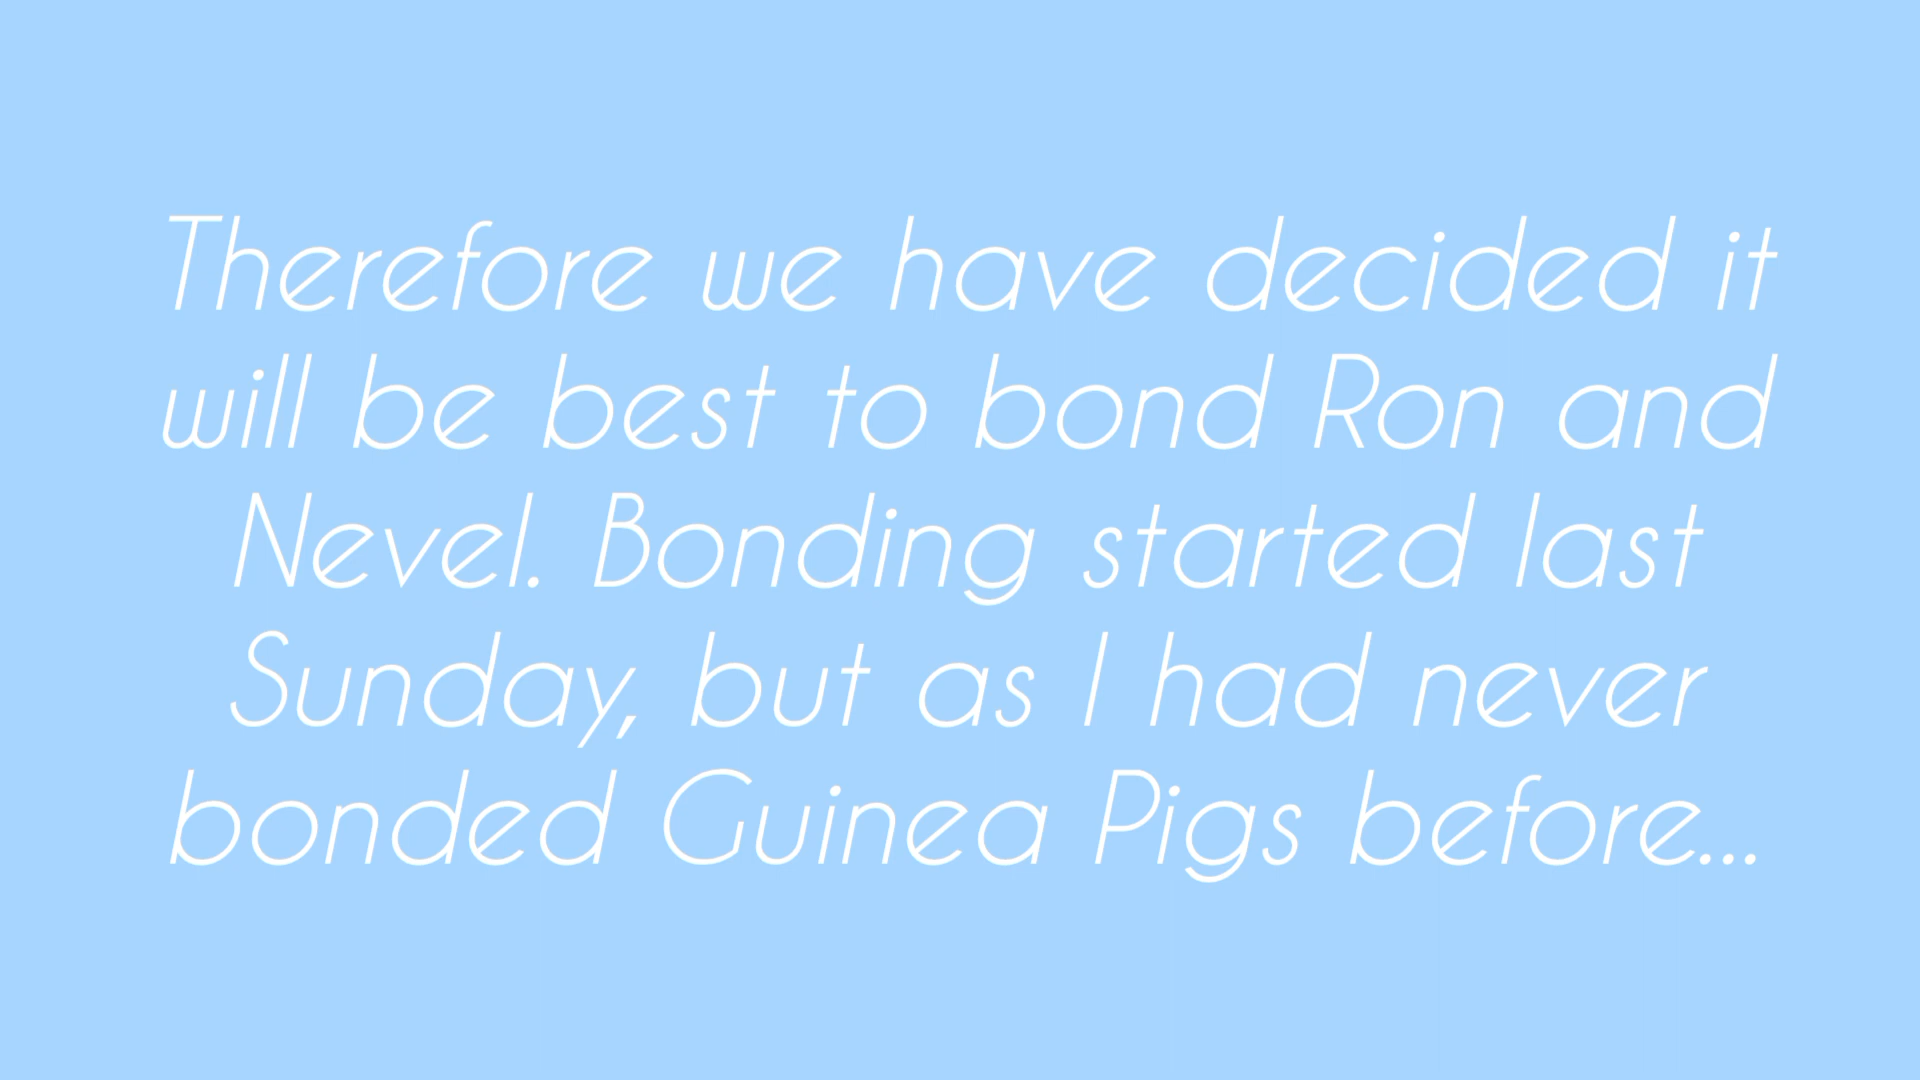 Therefore we have decided it
will be best to bond Ron and
Nevel. Bonding started last
Sunday, but as I had never
bonded Guinea Pigs before...